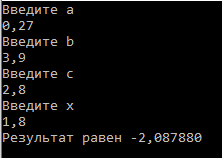 Введите a
0,27
Введите b
3,9
Введите c
2,8
Введите x
1,8
Результат равен -2,087880